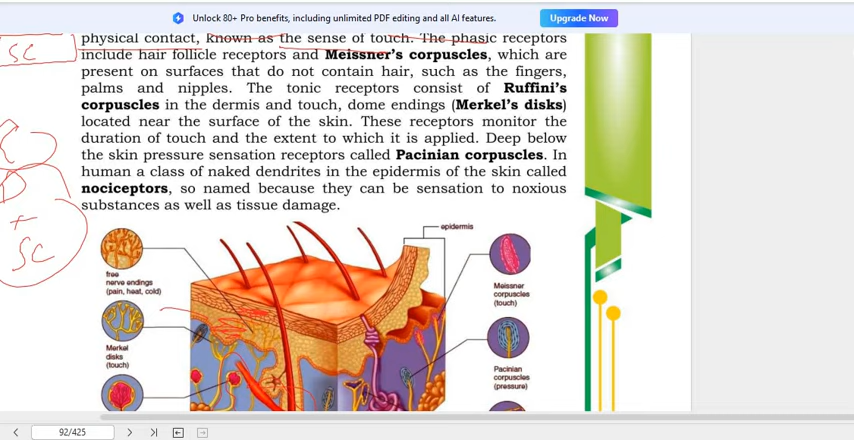 Unlock 80+ Pro benefits, including unlimited PDF editing and all AI features.
Upgrade Now
SC
physical contact, known as the sense of touch. The phasic receptors
include hair follicle receptors and Meissner's corpuscles, which are
present on surfaces that do not contain hair, such as the fingers,
palms and nipples. The tonic receptors consist of Ruffini's
corpuscles in the dermis and touch, dome endings (Merkel's disks)
located near the surface of the skin. These receptors monitor the
duration of touch and the extent to which it is applied. Deep below
the skin pressure sensation receptors called Pacinian corpuscles. In
human a class of naked dendrites in the epidermis of the skin called
nociceptors, so named because they can be sensation to noxious
substances as well as tissue damage.
+
SC
epidermis
free
nerve endings
(pain, heat, cold)
Merkel
disks
(touch)
Meissner
corpuscles
(touch)
Pacinian
corpuscles
(pressure)
92/425